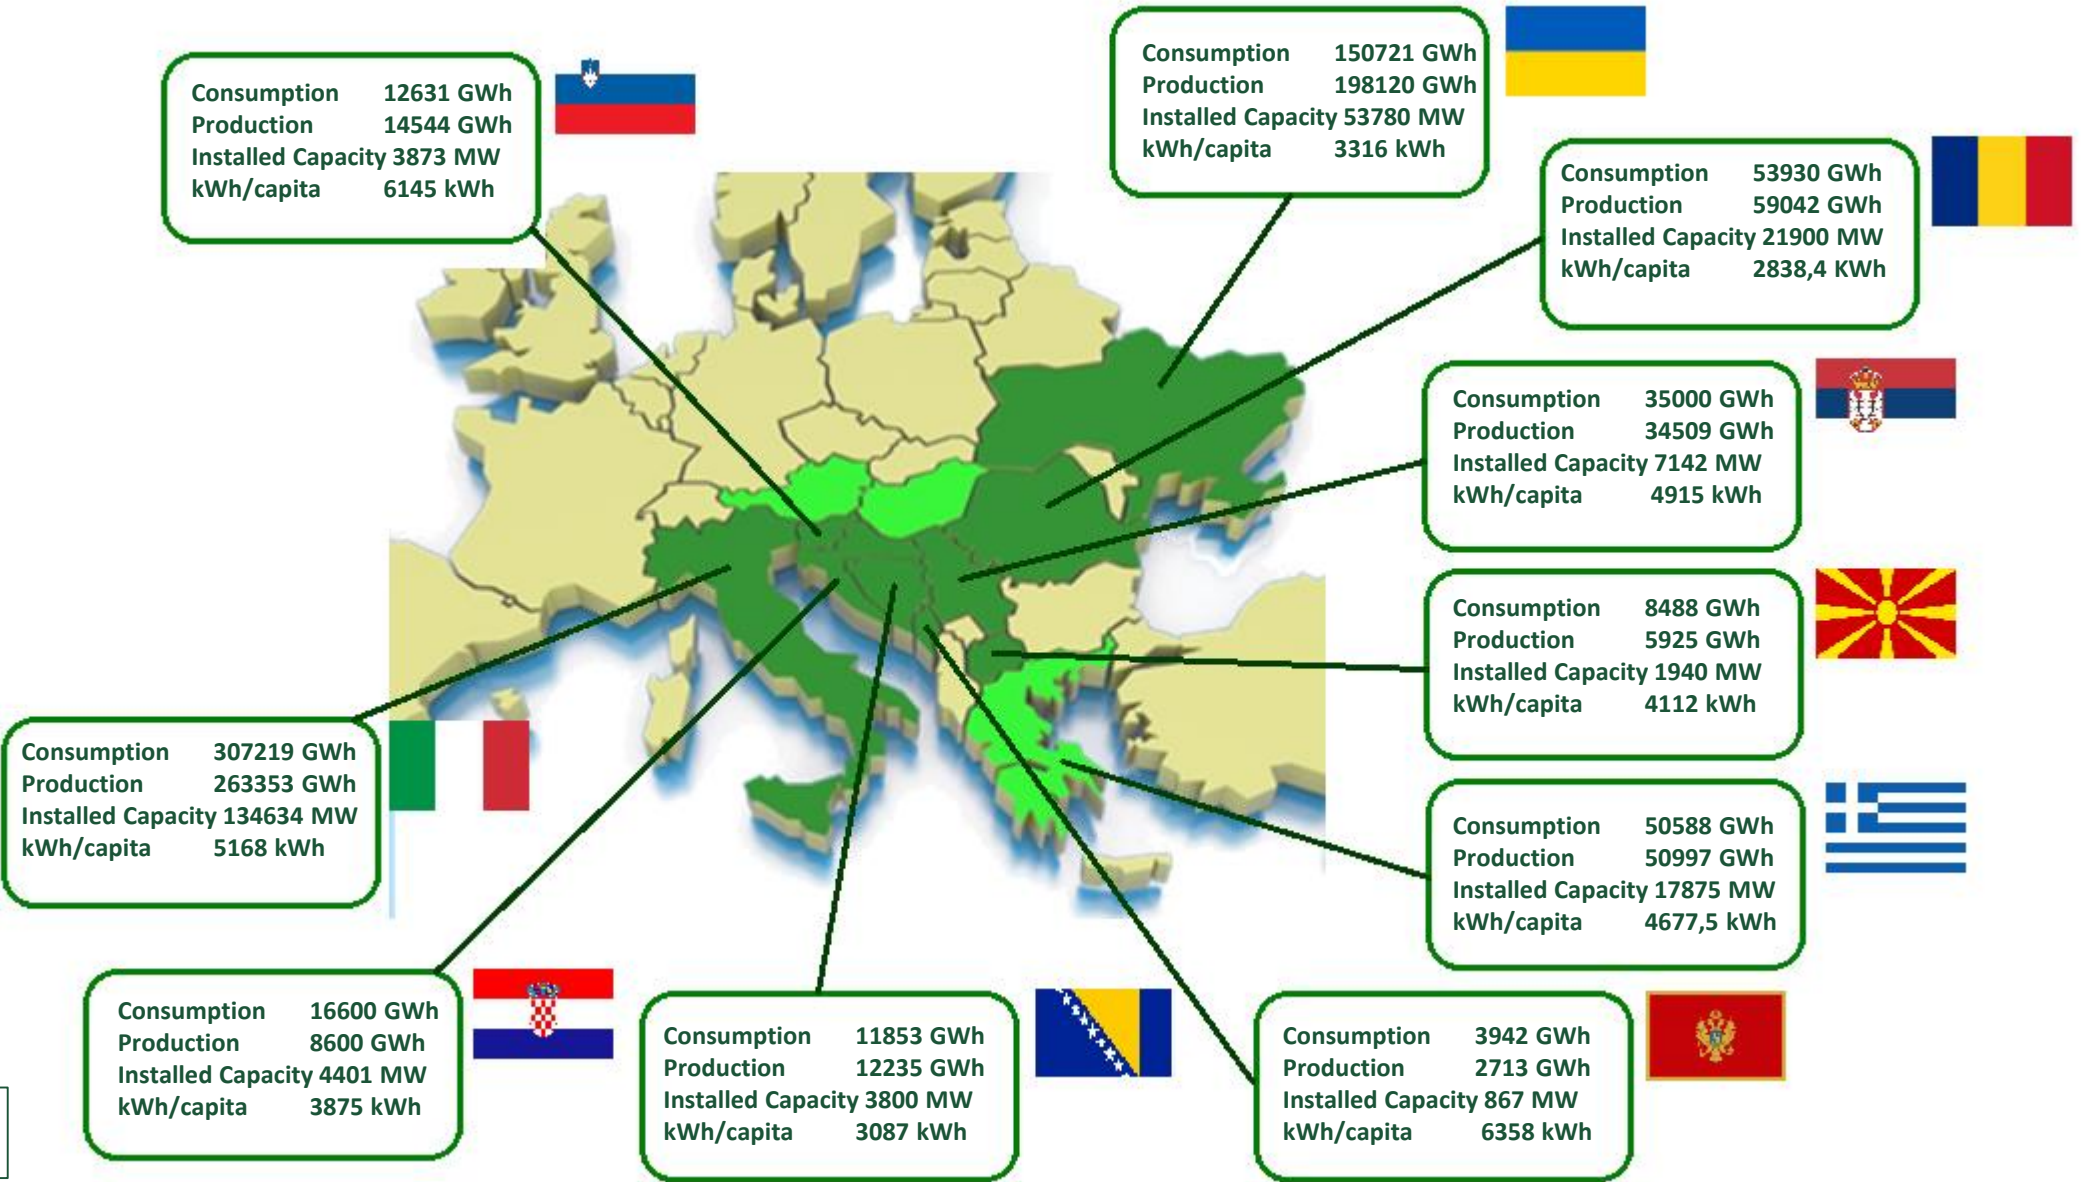 Consumption 12631 GWh
Production 14544 GWh
Installed Capacity 3873 MW
kWh/capita 6145 kWh
Consumption 150721 GWh
Production 198120 GWh
Installed Capacity 53780 MW
kWh/capita 3316 kWh
Consumption 53930 GWh
Production 59042 GWh
Installed Capacity 21900 MW
kWh/capita 2838,4 KWh
Consumption 35000 GWh
Production 34509 GWh
Installed Capacity 7142 MW
kWh/capita 4915 kWh
Consumption 8488 GWh
Production 5925 GWh
Installed Capacity 1940 MW
kWh/capita 4112 kWh
Consumption 307219 GWh
Production 263353 GWh
Installed Capacity 134634 MW
kWh/capita 5168 kWh
Consumption 50588 GWh
Production 50997 GWh
Installed Capacity 17875 MW
kWh/capita 4677,5 kWh
Consumption 16600 GWh
Production 8600 GWh
Installed Capacity 4401 MW
kWh/capita 3875 kWh
Consumption 11853 GWh
Production 12235 GWh
Installed Capacity 3800 MW
kWh/capita 3087 kWh
Consumption 3942 GWh
Production 2713 GWh
Installed Capacity 867 MW
kWh/capita 6358 kWh